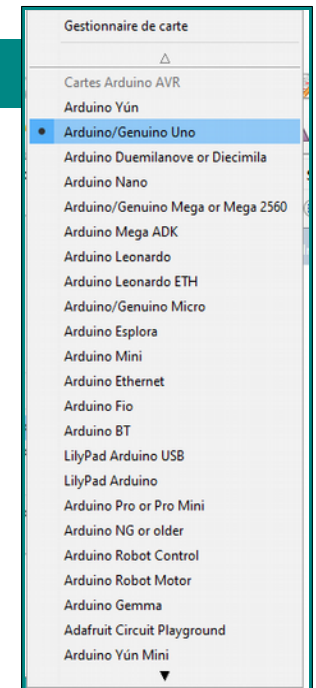 Gestionnaire de carte
Cartes Arduino AVR
Arduino Yún
Arduino/Genuino Uno
Arduino Duemilanove or Diecimila
Arduino Nano
Arduino/Genuino Mega or Mega 2560
Arduino Mega ADK
Arduino Leonardo
Arduino Leonardo ETH
Arduino/Genuino Micro
Arduino Esplora
Arduino Mini
Arduino Ethernet
Arduino Fio
Arduino BT
LilyPad Arduino USB
LilyPad Arduino
Arduino Pro or Pro Mini
Arduino NG or older
Arduino Robot Control
Arduino Robot Motor
Arduino Gemma
Adafruit Circuit Playground
Arduino Yún Mini